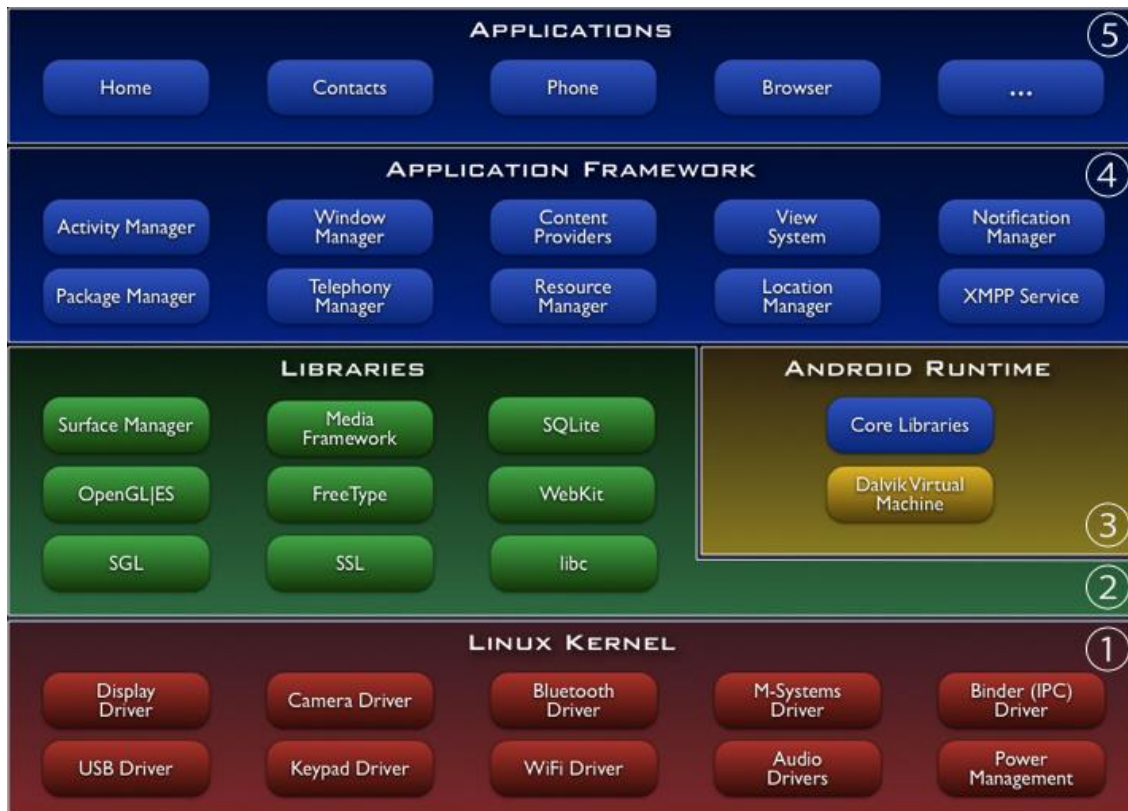 APPLICATIONS
5
Home
Contacts
Phone
Browser
...
APPLICATION FRAMEWORK
4
Activity Manager
Window
Manager
Content
Providers
View
System
Notification
Manager
Package Manager
Telephony
Manager
Resource
Manager
Location
Manager
XMPP Service
LIBRARIES
Surface Manager
Media
Framework
SQLite
OpenGL|ES
FreeType
WebKit
SGL
SSL
libc
2
ANDROID RUNTIME
Core Libraries
Dalvik Virtual
Machine
3
LINUX KERNEL
1
Display
Driver
Camera Driver
Bluetooth
Driver
M-Systems
Driver
Binder (IPC)
Driver
USB Driver
Keypad Driver
WiFi Driver
Audio
Drivers
Power
Management